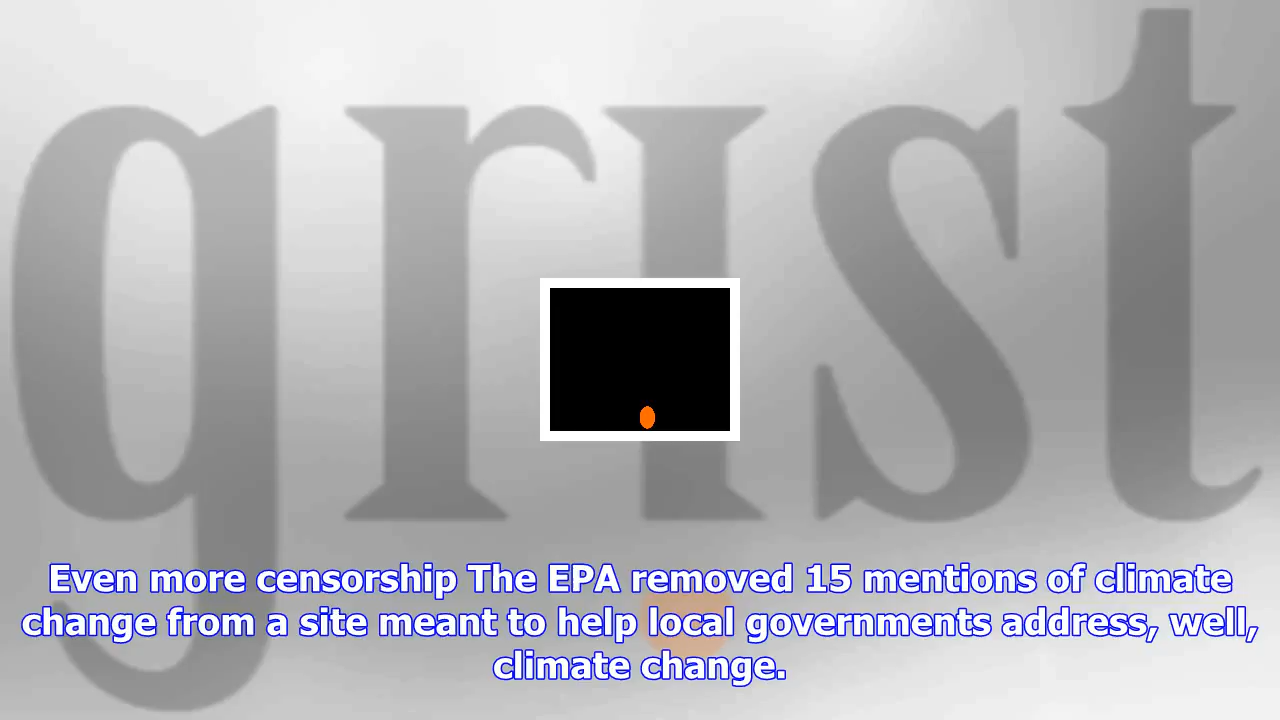 grist
Even more censorship The EPA removed 15 mentions of climate
change from a site meant to help local governments address, well,
climate change.